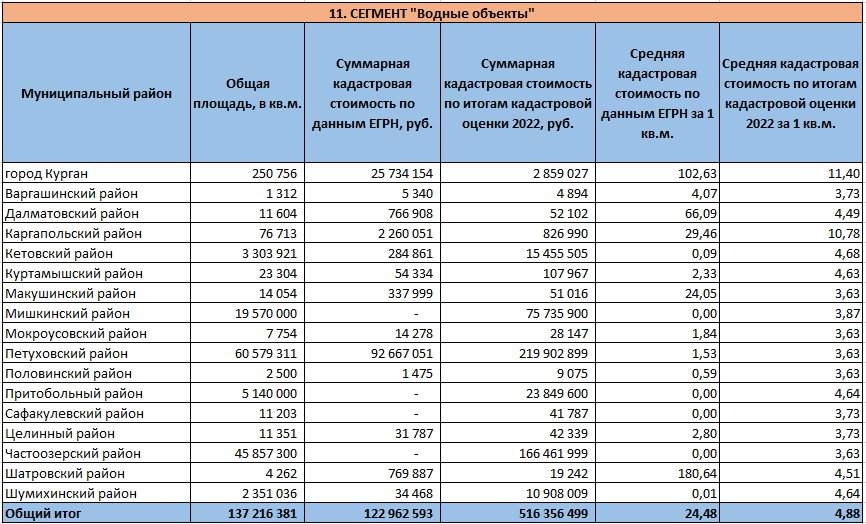 11. СЕГМЕНТ "Водные объекты"
Муниципальный район | Общая площадь, в кв.м. | Суммарная кадастровая стоимость по данным ЕГРН, руб. | Суммарная кадастровая стоимость по итогам кадастровой оценки 2022, руб. | Средняя кадастровая стоимость по данным ЕГРН за 1 кв.м. | Средняя кадастровая стоимость по итогам кадастровой оценки 2022 за 1 кв.м.
город Курган | 250 756 | 25 734 154 | 2 859 027 | 102,63 | 11,40
Варгашинский район | 1 312 | 5 340 | 4 894 | 4,07 | 3,73
Далматовский район | 11 604 | 766 908 | 52 102 | 66,09 | 4,49
Каргапольский район | 76 713 | 2 260 051 | 826 990 | 29,46 | 10,78
Кетовский район | 3 303 921 | 284 861 | 15 455 505 | 0,09 | 4,68
Куртамышский район | 23 304 | 54 334 | 107 967 | 2,33 | 4,63
Макушинский район | 14 054 | 337 999 | 51 016 | 24,05 | 3,63
Мишкинский район | 19 570 000 | - | 75 735 900 | 0,00 | 3,87
Мокроусовский район | 7 754 | 14 278 | 28 147 | 1,84 | 3,63
Петуховский район | 60 579 311 | 92 667 051 | 219 902 899 | 1,53 | 3,63
Половинский район | 2 500 | 1 475 | 9 075 | 0,59 | 3,63
Притобольный район | 5 140 000 | - | 23 849 600 | 0,00 | 4,64
Сафакулевский район | 11 203 | - | 41 787 | 0,00 | 3,73
Целинный район | 11 351 | 31 787 | 42 339 | 2,80 | 3,73
Частоозерский район | 45 857 300 | - | 166 461 999 | 0,00 | 3,63
Шатровский район | 4 262 | 769 887 | 19 242 | 180,64 | 4,51
Шумихинский район | 2 351 036 | 34 468 | 10 908 009 | 0,01 | 4,64
Общий итог | 137 216 381 | 122 962 593 | 516 356 499 | 24,48 | 4,88